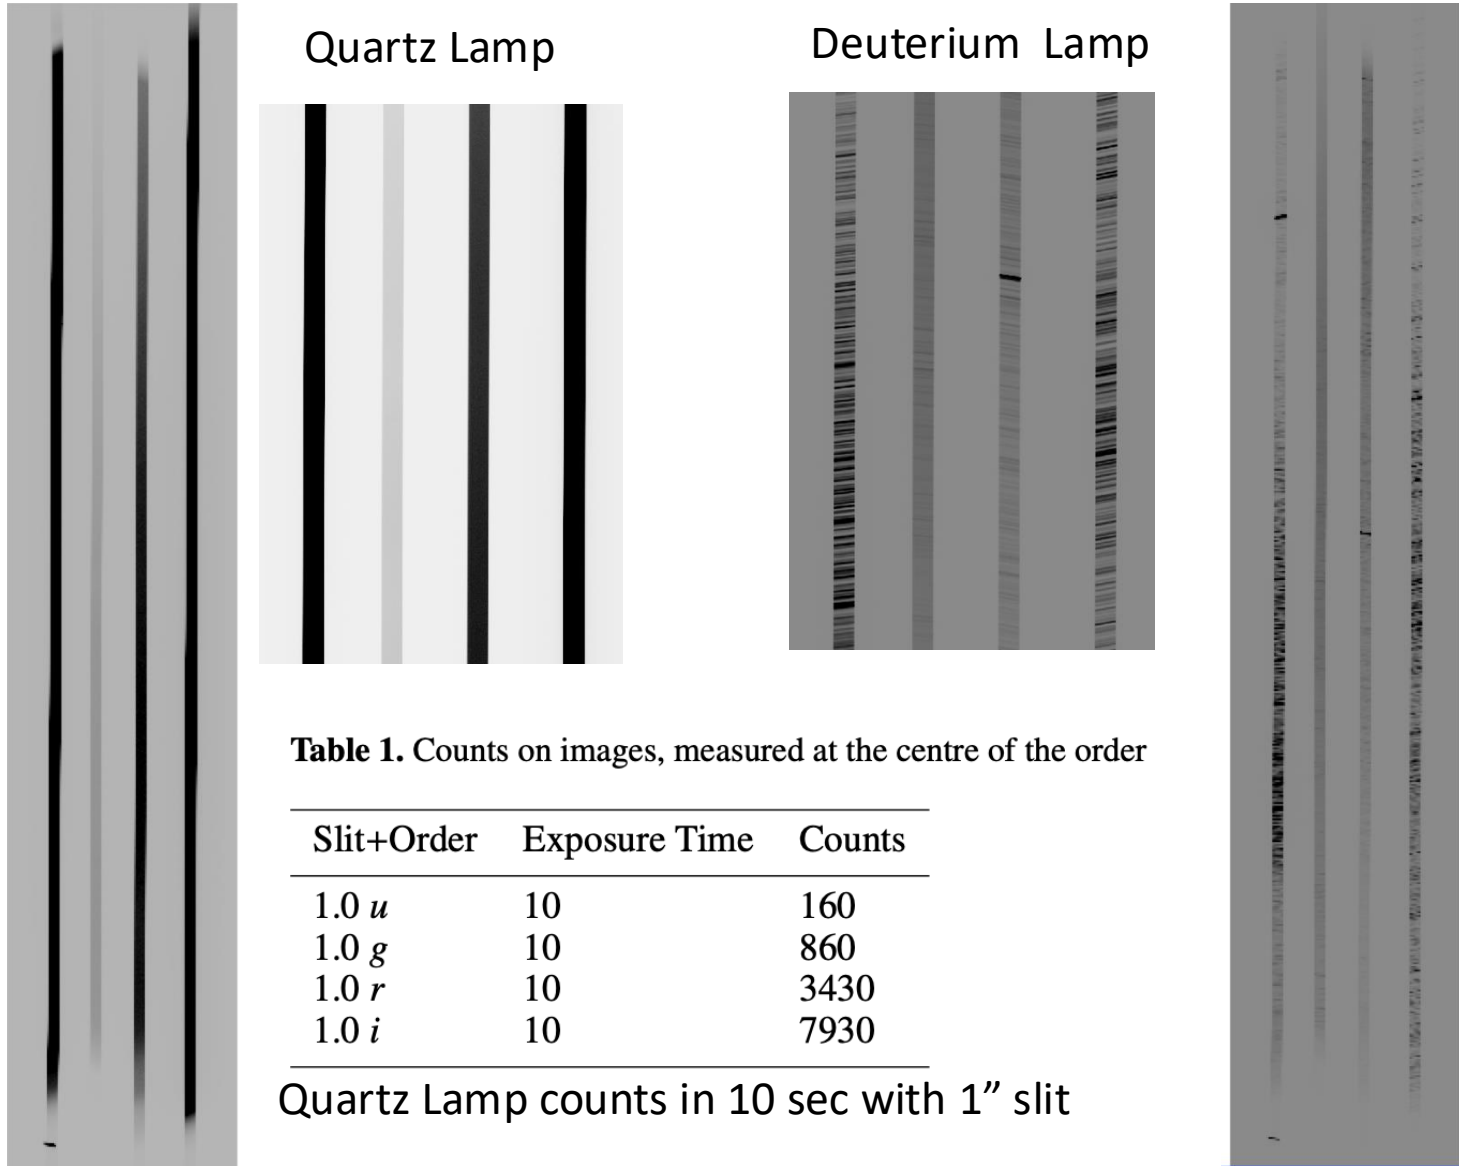 Quartz Lamp
Deuterium Lamp
Table 1. Counts on images, measured at the centre of the order
Slit+Order Exposure Time Counts
1.0 u 10 160
1.0 g 10 860
1.0 r 10 3430
1.0 i 10 7930
Quartz Lamp counts in 10 sec with 1” slit